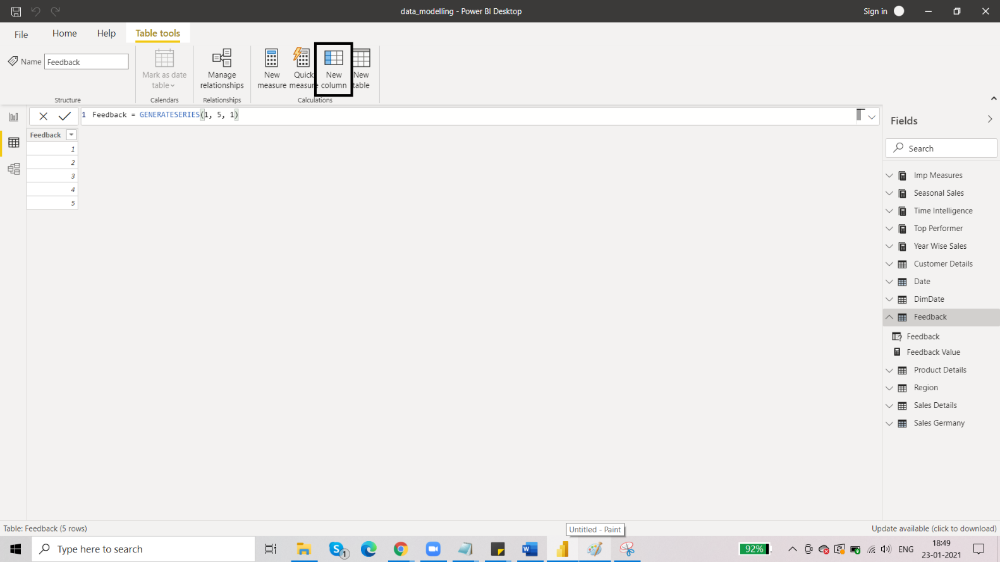 data_modelling - Power BI Desktop
Sign in
File
Home
Help
Table tools
Name
Feedback
Mark as date
table
Manage
relationships
New
measure
Quick
measure
New
column
New
table
Structure
Calendars
Relationships
Calculations
1 Feedback = GENERATESERIES(1, 5, 1)
Feedback
1
2
3
4
5
Fields
Search
Imp Measures
Seasonal Sales
Time Intelligence
Top Performer
Year Wise Sales
Customer Details
Date
DimDate
Feedback
Feedback
Feedback Value
Product Details
Region
Sales Details
Sales Germany
Table: Feedback (5 rows)
Untitled - Paint
Update available (click to download)
Type here to search
1
92%
ENG
18:49
23-01-2021